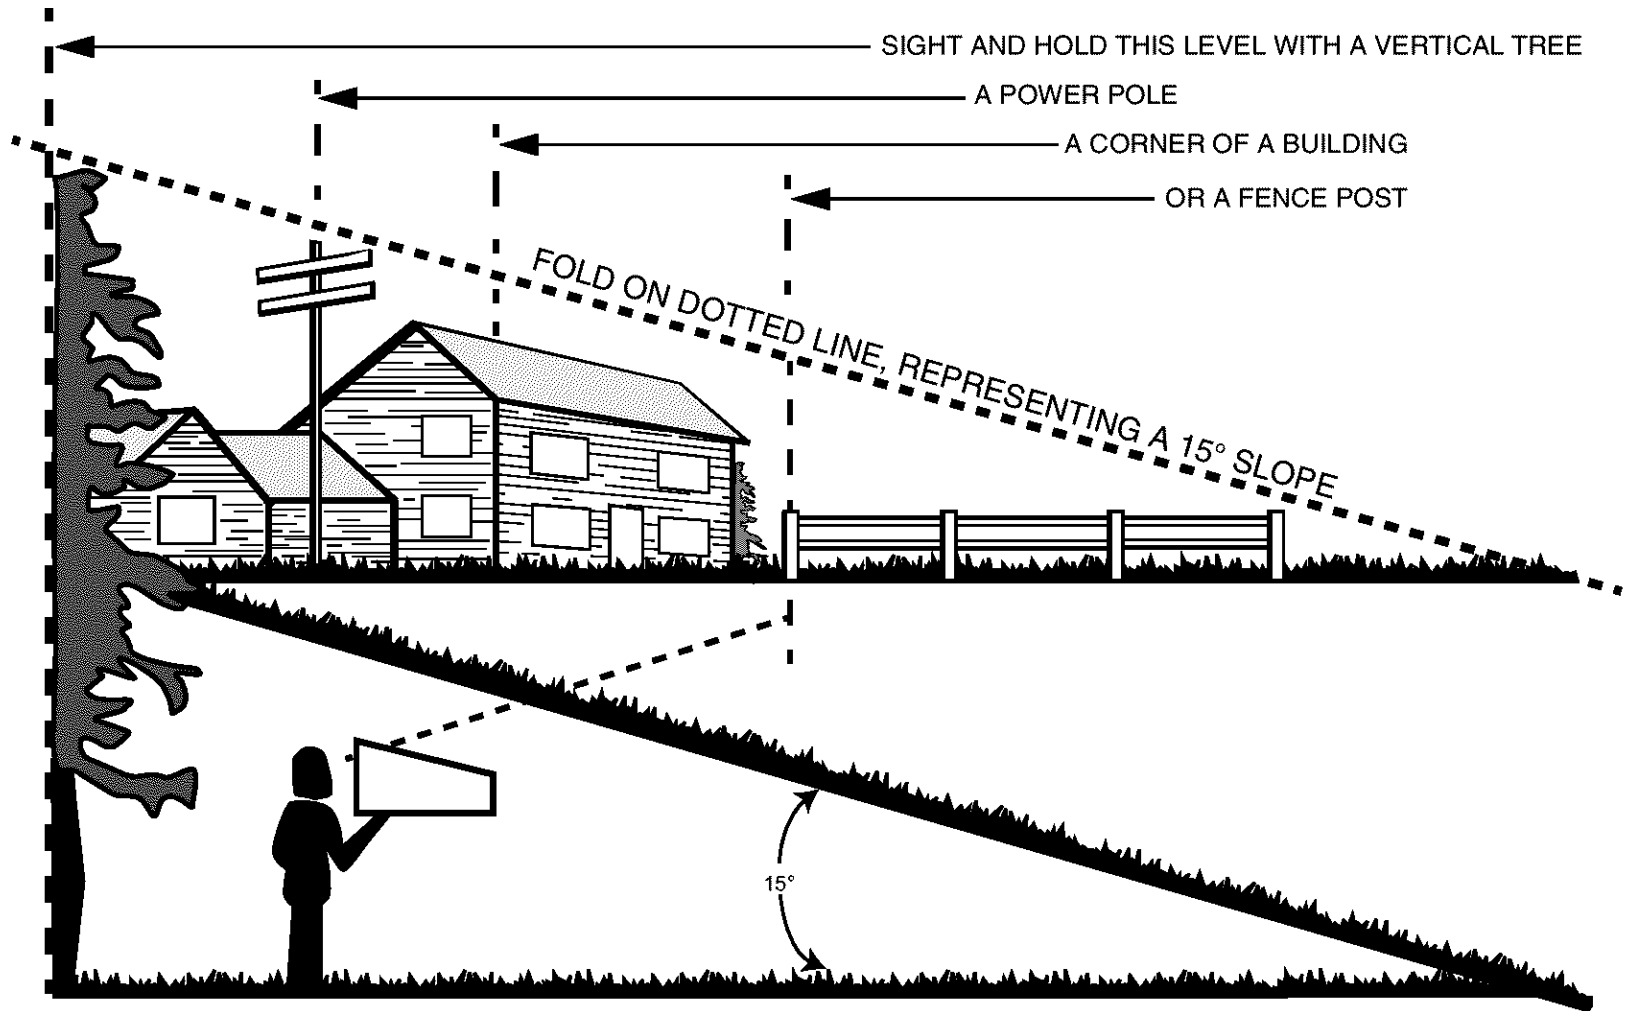 SIGHT AND HOLD THIS LEVEL WITH A VERTICAL TREE
A POWER POLE
A CORNER OF A BUILDING
OR A FENCE POST
FOLD ON DOTTED LINE, REPRESENTING A 15° SLOPE
15°